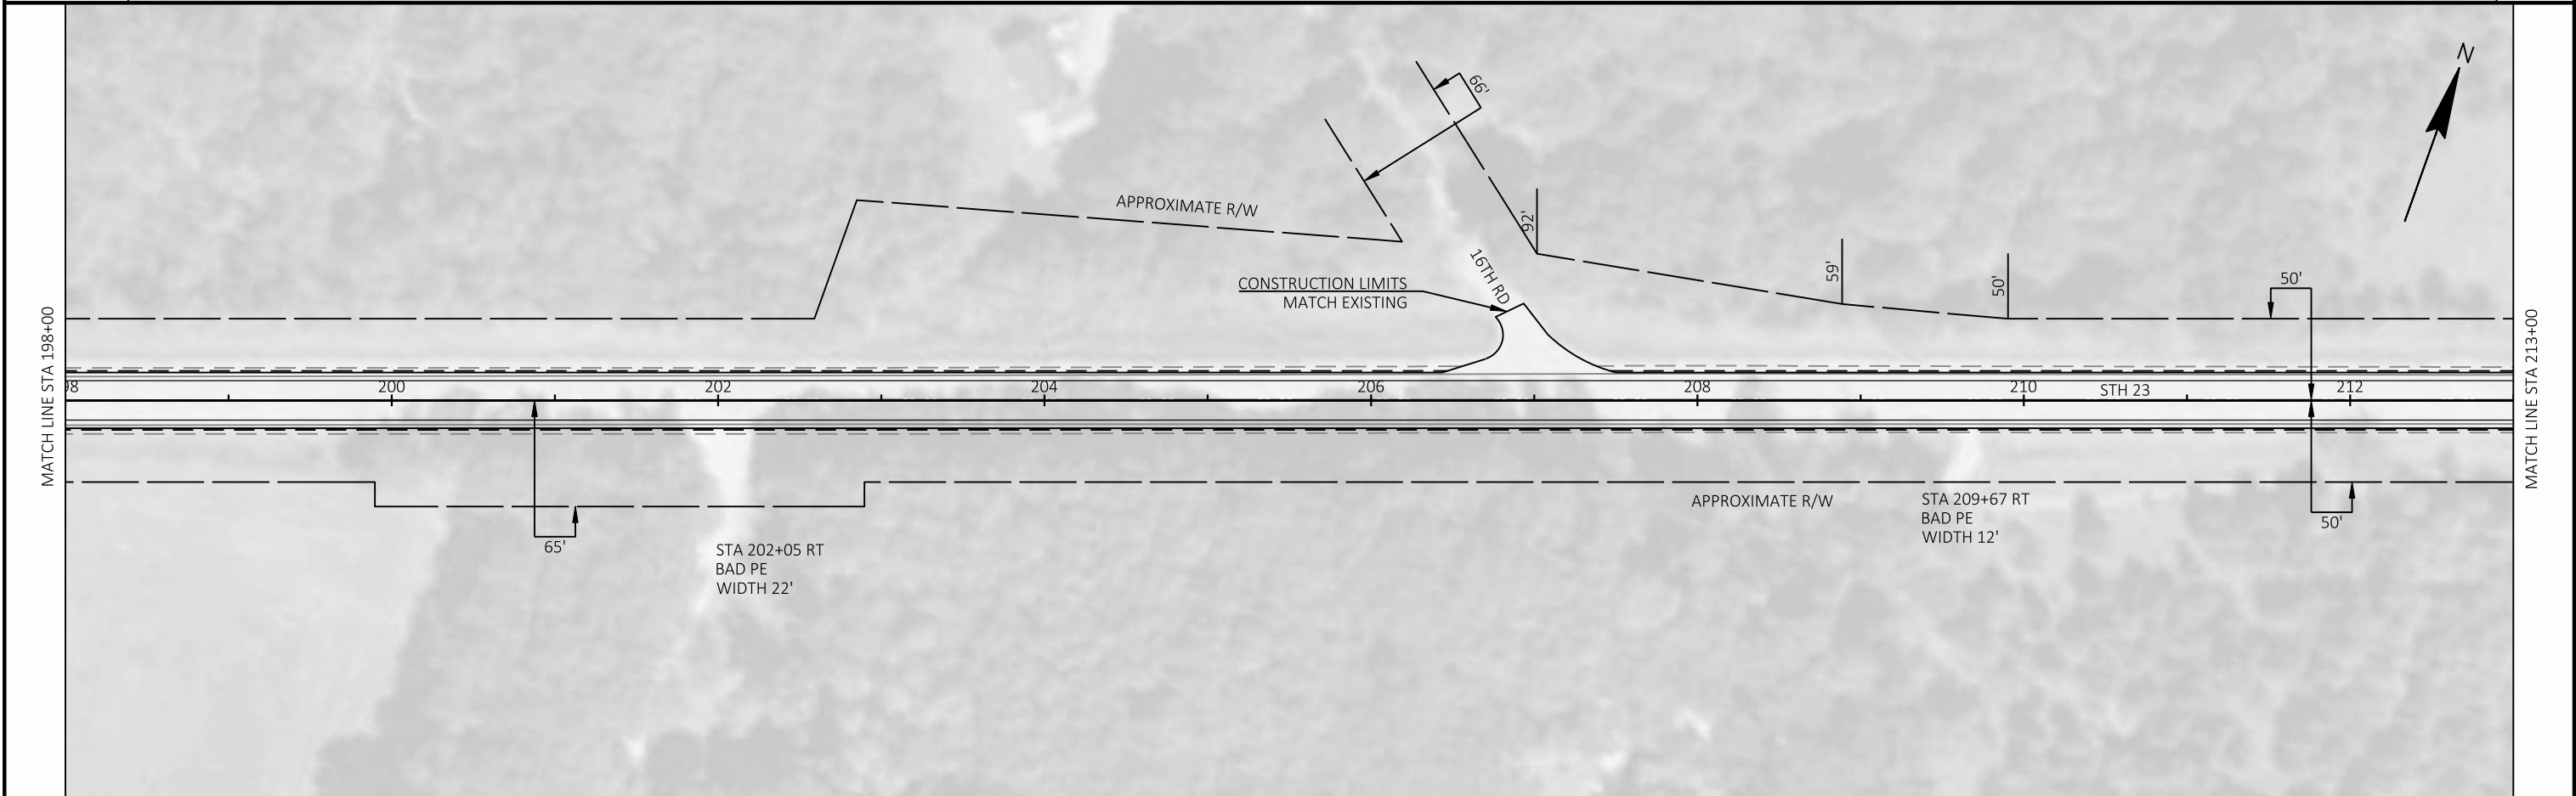 N
66'
92'
APPROXIMATE R/W
16TH RD
59'
50'
50'
CONSTRUCTION LIMITS
MATCH EXISTING
MATCH LINE STA 198+00
MATCH LINE STA 213+00
98
200
202
204
206
208
210
STH 23
212
APPROXIMATE R/W
STA 209+67 RT
BAD PE
WIDTH 12'
50'
65'
STA 202+05 RT
BAD PE
WIDTH 22'